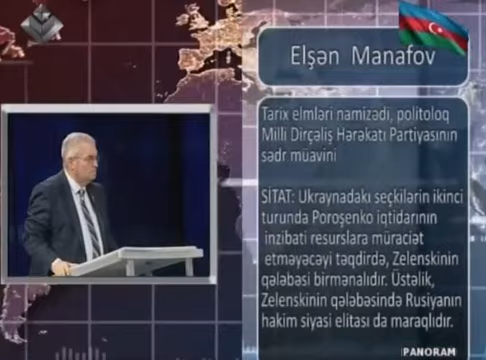 Elşən Manafov
Tarix elmləri namizədi, politoloq
Milli Dirçəliş Hərəkatı Partiyasının
sədr müavini
SİTAT: Ukraynadakı seçkilərin ikinci
turunda Poroşenko iqtidarının
inzibati resurslara müraciət
etməyəcəyi təqdirdə, Zelenskinin
qələbəsi birmənalıdır. Üstəlik,
Zelenskinin qələbəsində Rusiyanın
hakim siyasi elitası da maraqlıdır.
PANORAM